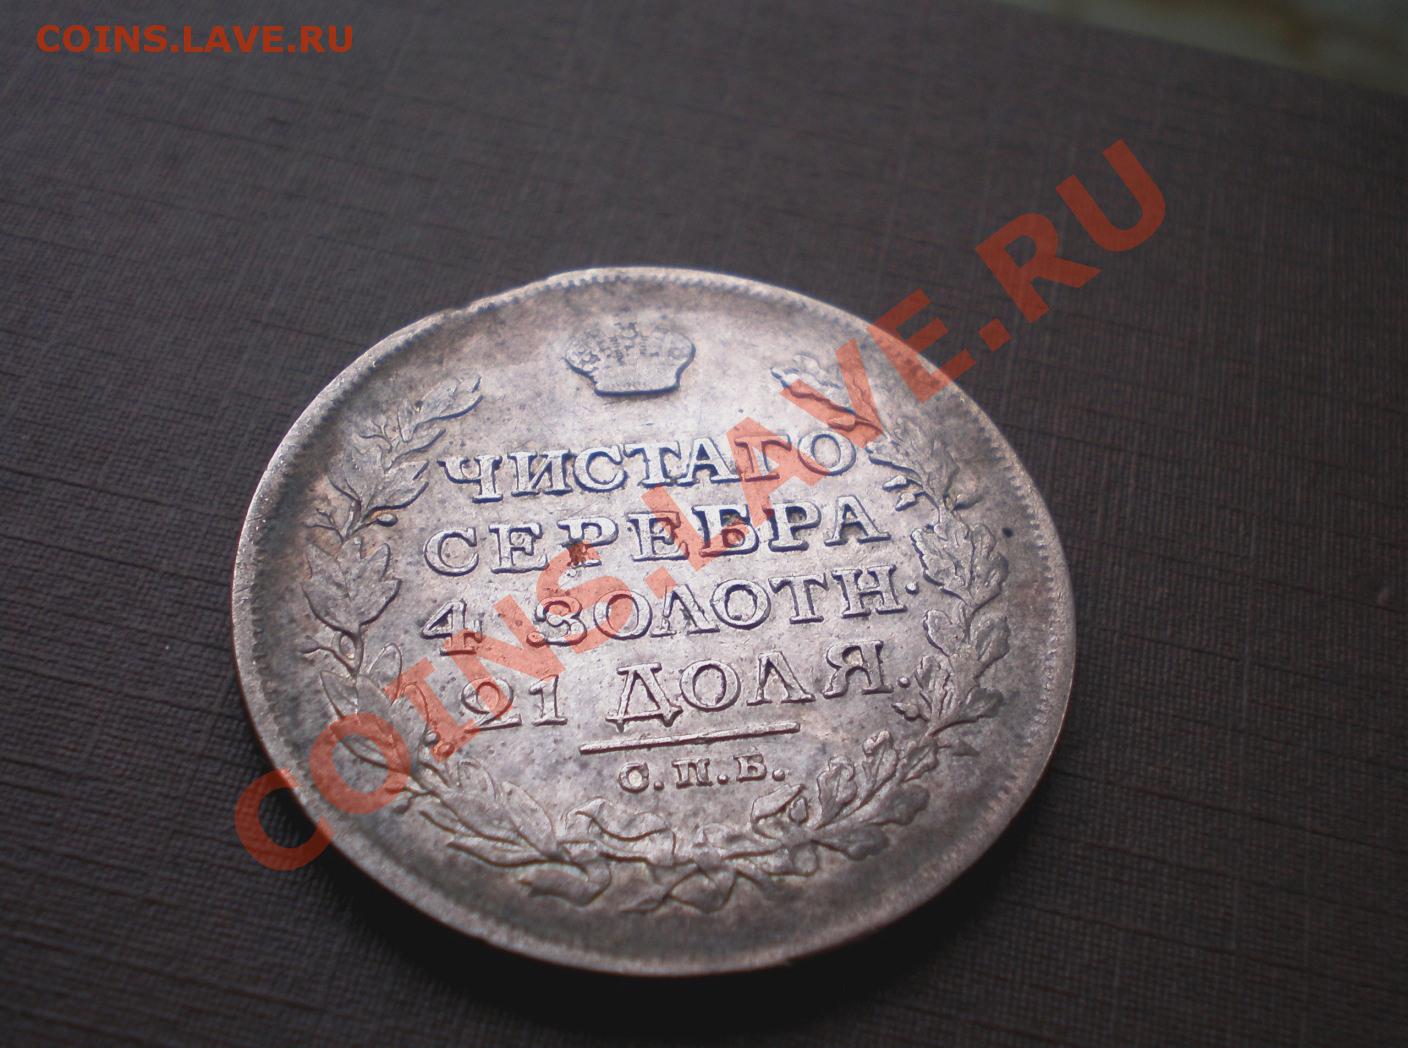 COINS.LAVE.RU
ЧИСТАГО
СЕРЕБРА
4 ЗОЛОТН.
21 ДОЛЯ.
С.П.Б.
COINS.LAVE.RU